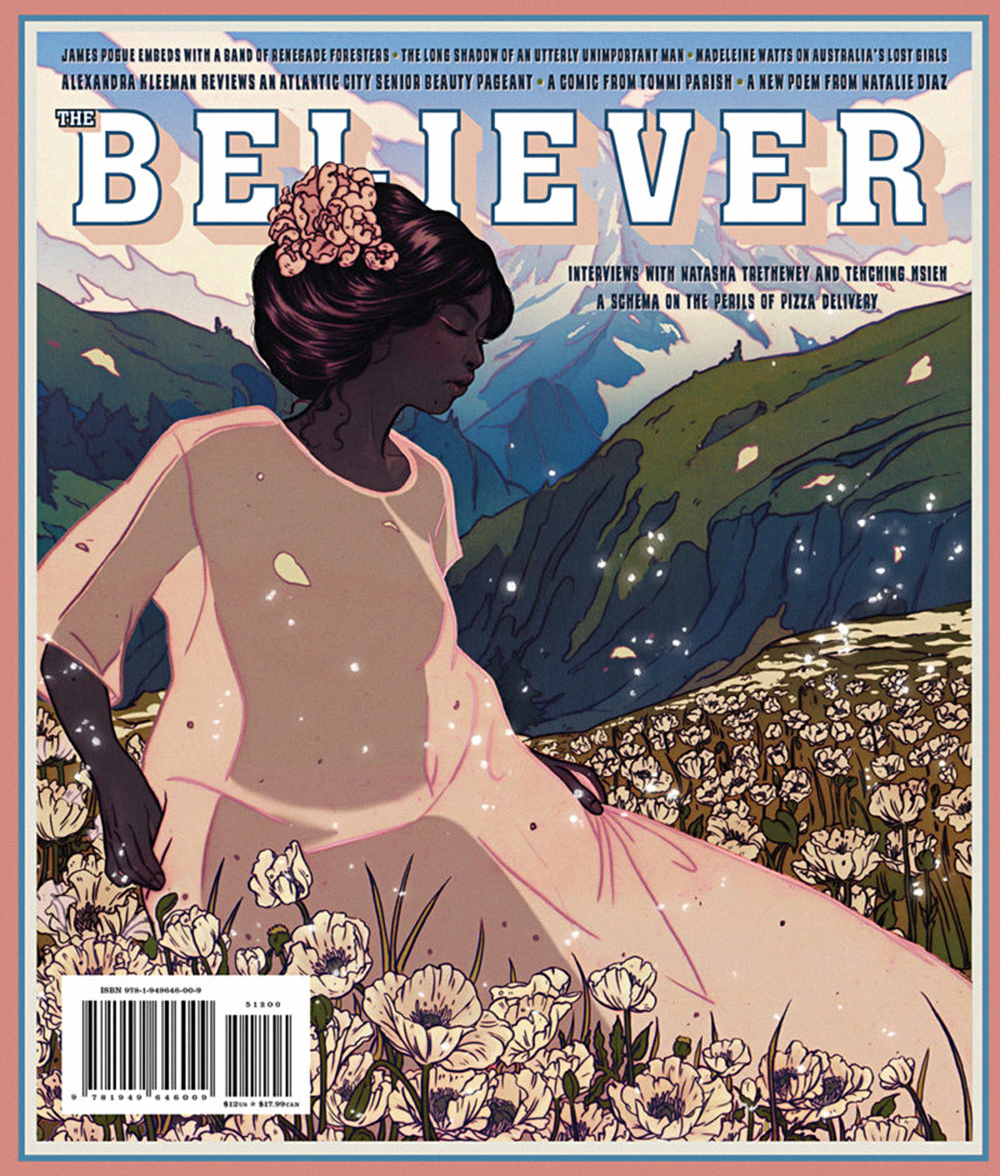 JAMES POGUE EMBEDS WITH A BAND OF RENEGADE FORESTERS • THE LONG SHADOW OF AN UTTERLY UNIMPORTANT MAN • MADELEINE WATTS ON AUSTRALIA'S LOST GIRLS
ALEXANDRA KLEEMAN REVIEWS AN ATLANTIC CITY SENIOR BEAUTY PAGEANT • A COMIC FROM TOMMI PARISH • A NEW POEM FROM NATALIE DIAZ
THE
BELIEVER
INTERVIEWS WITH NATASHA TRETHEWEY AND TEHCHING HSIEH
A SCHEMA ON THE PERILS OF PIZZA DELIVERY
ISBN 978-1-949646-00-9
51200
9 781949 646009
$12US * $17.99CAN